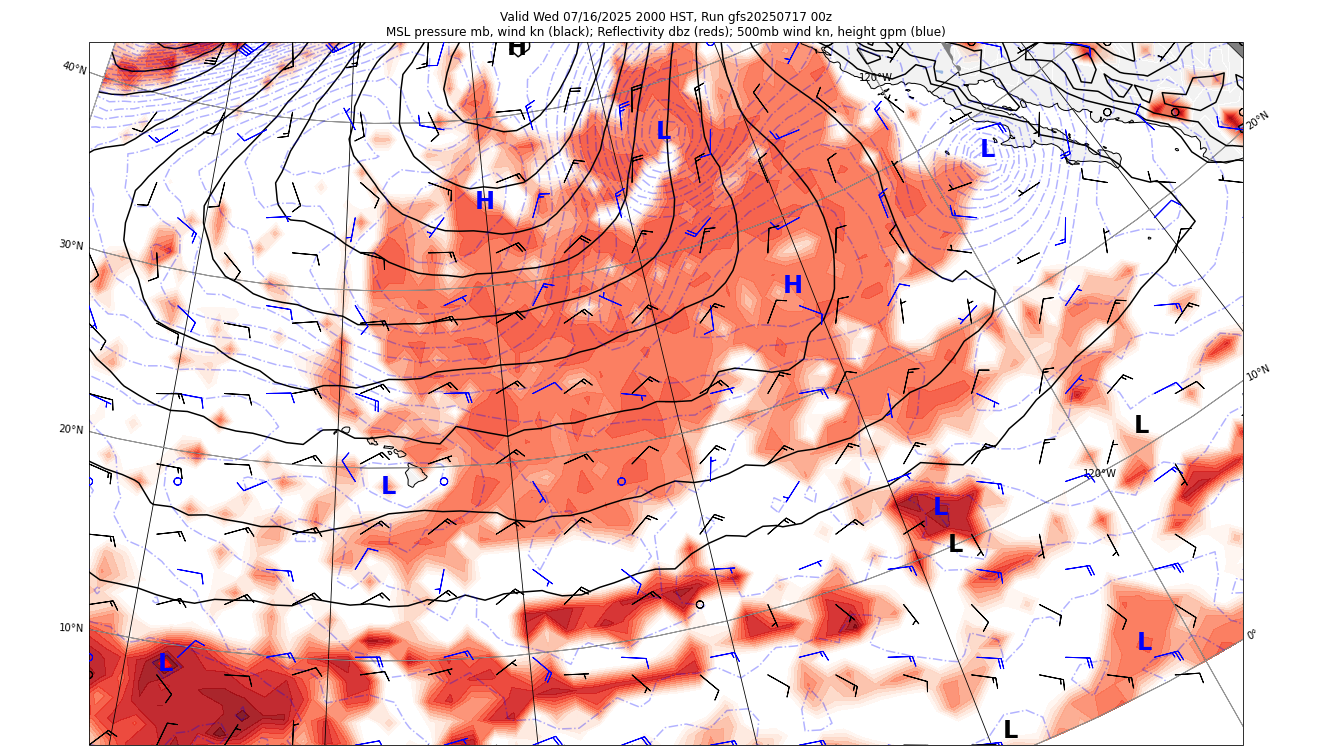 Valid Wed 07/16/2025 2000 HST, Run gfs20250717 00z
MSL pressure mb, wind kn (black); Reflectivity dbz (reds); 500mb wind kn, height gpm (blue)
H
40°N
120°W
20°N
L
L
H
30°N
H
10°N
20°N
L
120°W
L
L
L
10°N
0°
L
L
L